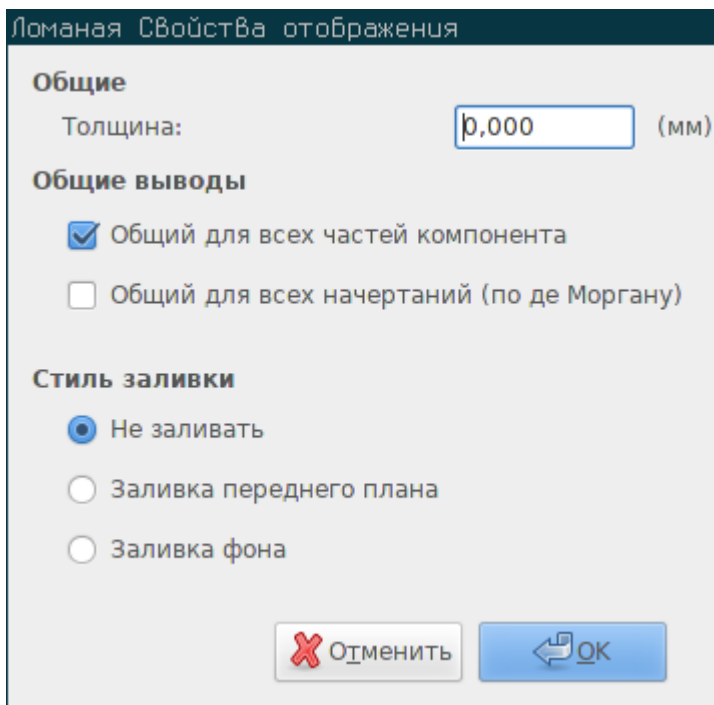 Ломаная Свойства отображения
Общие
Толщина: 0,000 (мм)
Общие выводы
Общий для всех частей компонента
Общий для всех начертаний (по де Моргану)
Стиль заливки
Не заливать
Заливка переднего плана
Заливка фона
Отменить OK